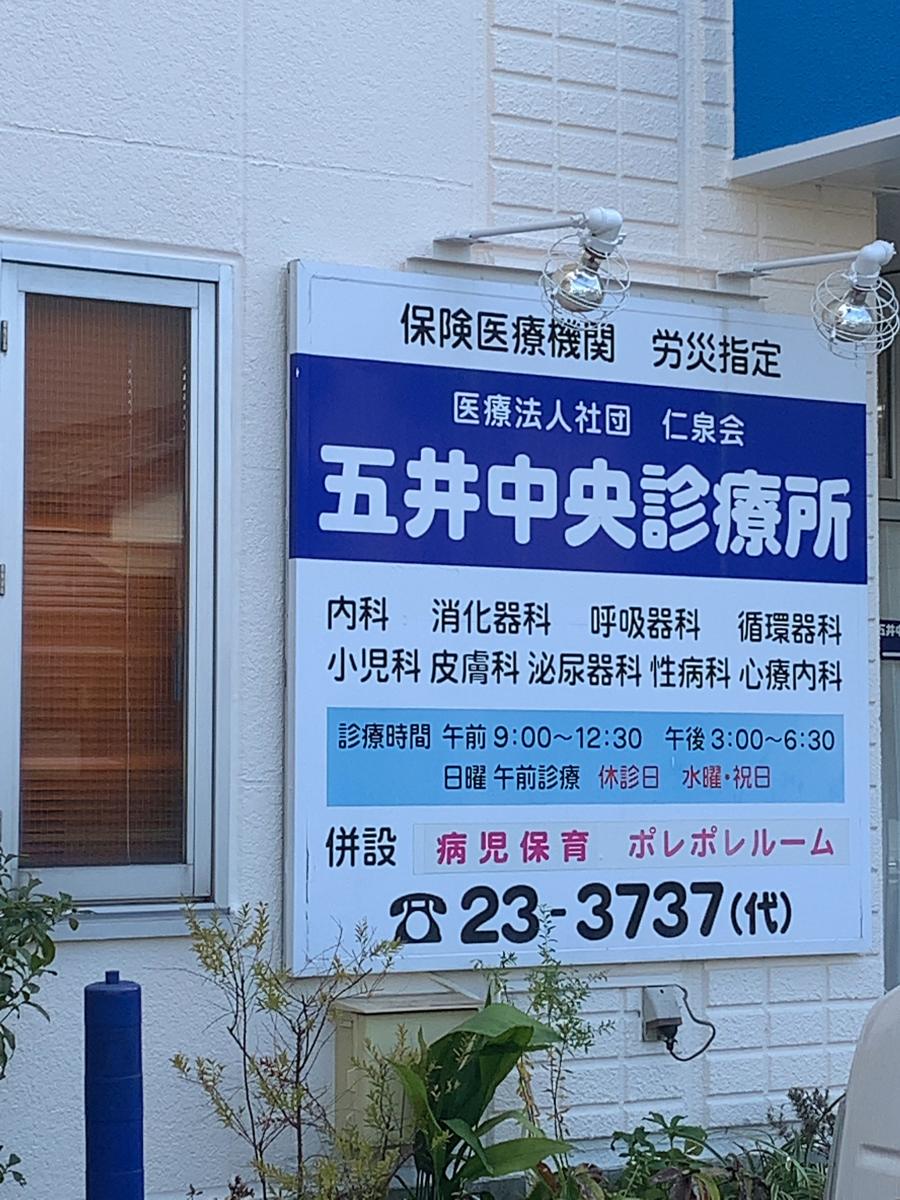 保険医療機関　労災指定
医療法人社団　仁泉会
五井中央診療所
内科　消化器科　呼吸器科　循環器科
小児科 皮膚科 泌尿器科 性病科 心療内科
診療時間 午前 9:00〜12:30　午後 3:00〜6:30
日曜 午前診療　休診日　水曜・祝日
併設　病児保育　ポレポレルーム
☎23-3737(代)
五井中